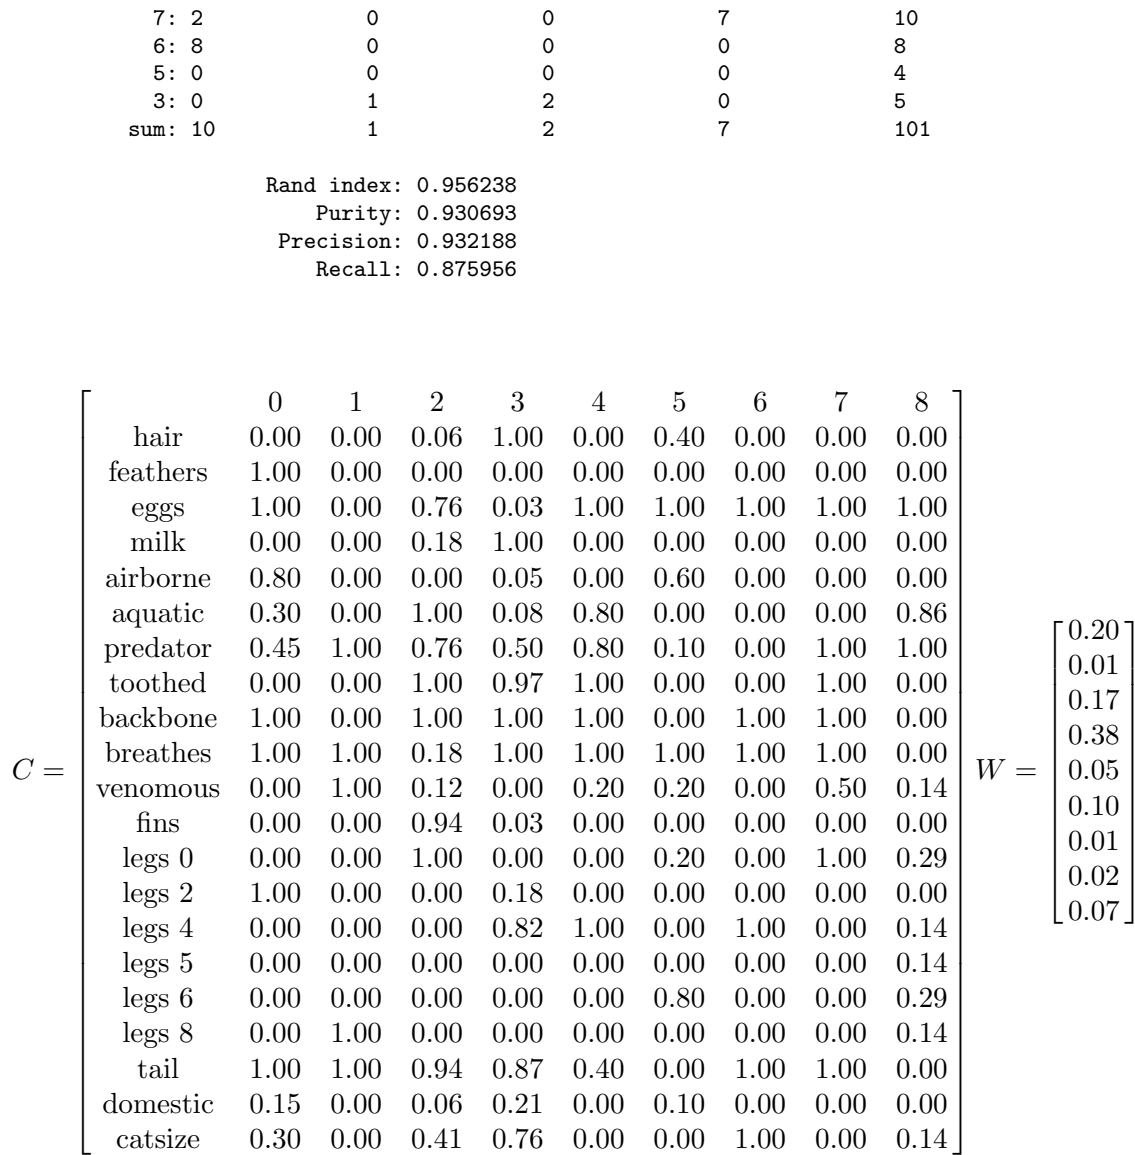 7: 2 0 0 7 10
6: 8 0 0 0 8
5: 0 0 0 0 4
3: 0 1 2 0 5
sum: 10 1 2 7 101
Rand index: 0.956238
Purity: 0.930693
Precision: 0.932188
Recall: 0.875956
0 1 2 3 4 5 6 7 8
hair 0.00 0.00 0.06 1.00 0.00 0.40 0.00 0.00 0.00
feathers 1.00 0.00 0.00 0.00 0.00 0.00 0.00 0.00 0.00
eggs 1.00 0.00 0.76 0.03 1.00 1.00 1.00 1.00 1.00
milk 0.00 0.00 0.18 1.00 0.00 0.00 0.00 0.00 0.00
airborne 0.80 0.00 0.00 0.05 0.00 0.60 0.00 0.00 0.00
aquatic 0.30 0.00 1.00 0.08 0.80 0.00 0.00 0.00 0.86
predator 0.45 1.00 0.76 0.50 0.80 0.10 0.00 1.00 1.00
toothed 0.00 0.00 1.00 0.97 1.00 0.00 0.00 1.00 0.00
backbone 1.00 0.00 1.00 1.00 1.00 0.00 1.00 1.00 0.00
C =
breathes 1.00 1.00 0.18 1.00 1.00 1.00 1.00 1.00 0.00
venomous 0.00 1.00 0.12 0.00 0.20 0.20 0.00 0.50 0.14
fins 0.00 0.00 0.94 0.03 0.00 0.00 0.00 0.00 0.00
legs 0 0.00 0.00 1.00 0.00 0.00 0.20 0.00 1.00 0.29
legs 2 1.00 0.00 0.00 0.18 0.00 0.00 0.00 0.00 0.00
legs 4 0.00 0.00 0.00 0.82 1.00 0.00 1.00 0.00 0.14
legs 5 0.00 0.00 0.00 0.00 0.00 0.00 0.00 0.00 0.14
legs 6 0.00 0.00 0.00 0.00 0.00 0.80 0.00 0.00 0.29
legs 8 0.00 1.00 0.00 0.00 0.00 0.00 0.00 0.00 0.14
tail 1.00 1.00 0.94 0.87 0.40 0.00 1.00 1.00 0.00
domestic 0.15 0.00 0.06 0.21 0.00 0.10 0.00 0.00 0.00
catsize 0.30 0.00 0.41 0.76 0.00 0.00 1.00 0.00 0.14
W =
0.20
0.01
0.17
0.38
0.05
0.10
0.01
0.02
0.07